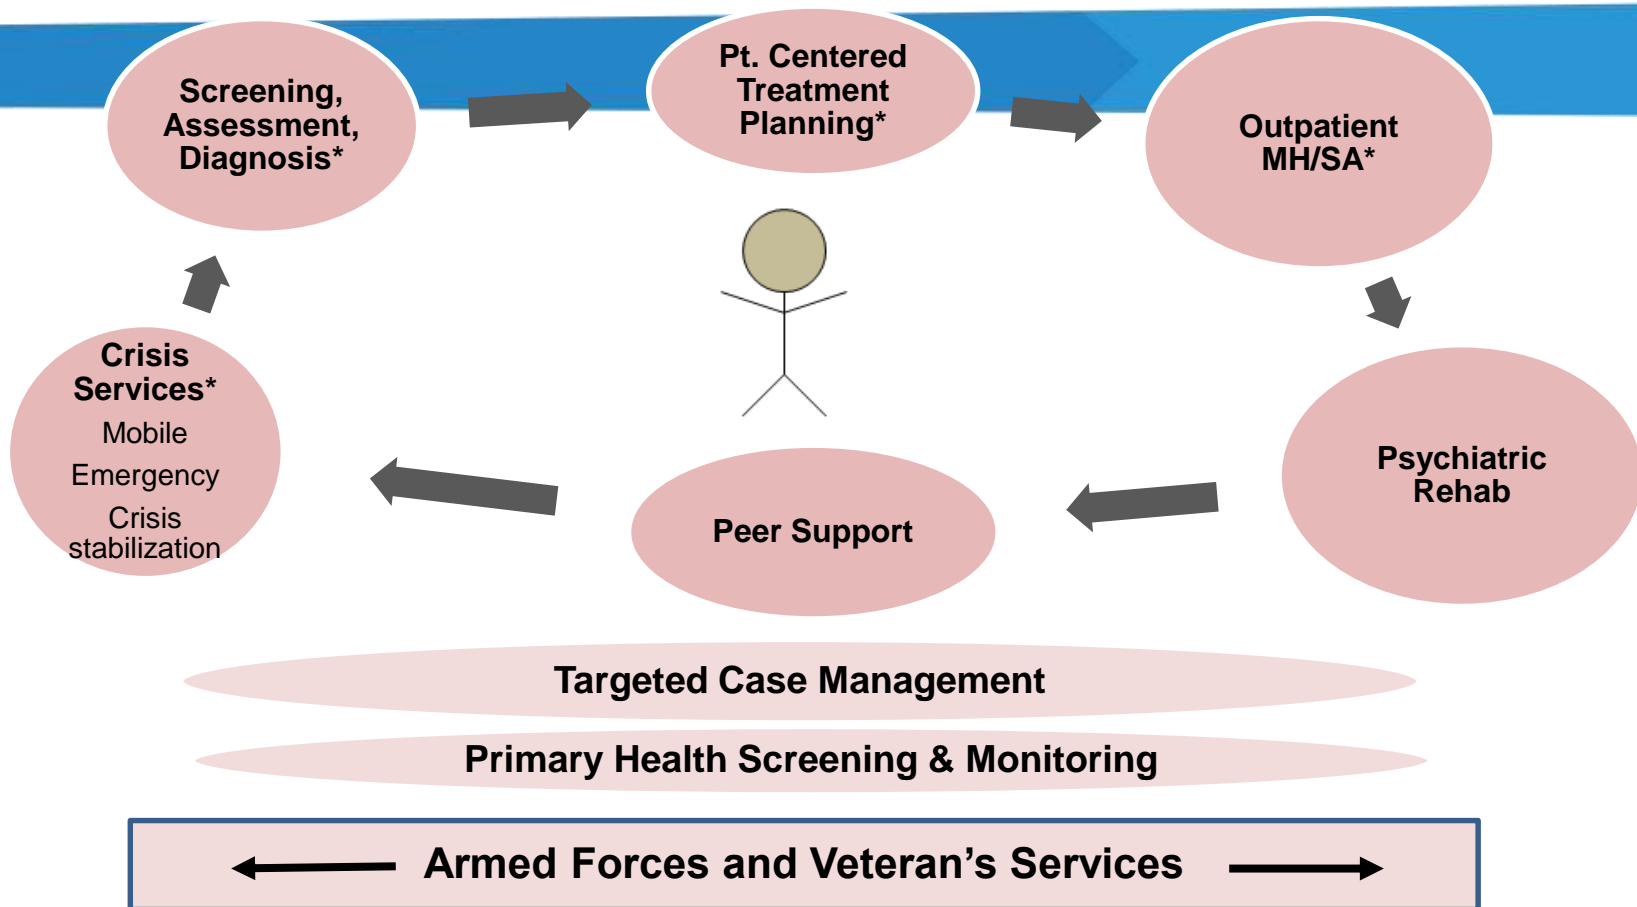 Screening,
Assessment,
Diagnosis*
Pt. Centered
Treatment
Planning*
Outpatient
MH/SA*
Crisis
Services*
Mobile
Emergency
Crisis
stabilization
Psychiatric
Rehab
Peer Support
Targeted Case Management
Primary Health Screening & Monitoring
Armed Forces and Veteran’s Services